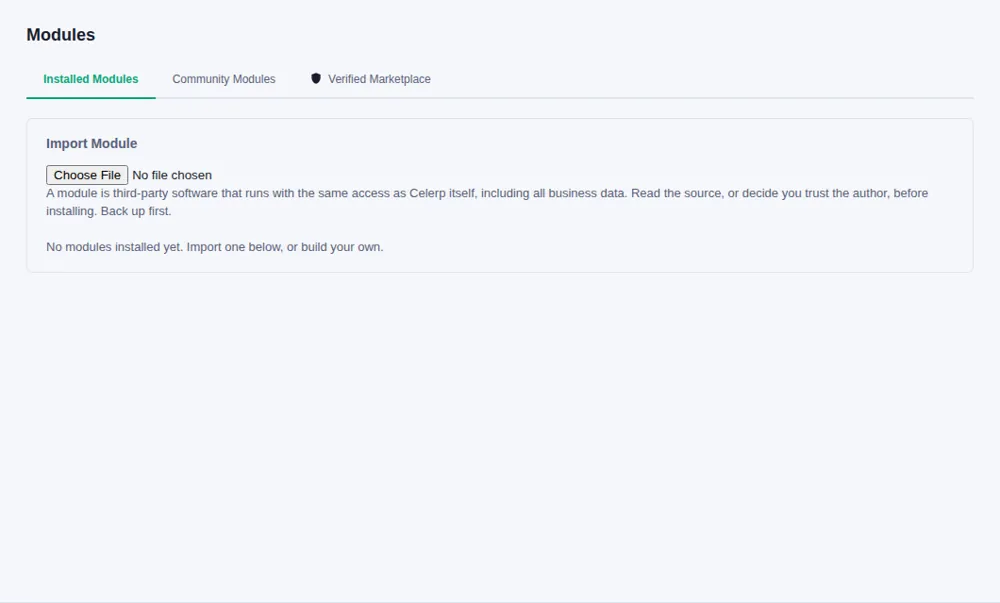 Modules
Installed Modules
Community Modules
Verified Marketplace
Import Module
Choose File No file chosen
A module is third-party software that runs with the same access as Celerp itself, including all business data. Read the source, or decide you trust the author, before
installing. Back up first.
No modules installed yet. Import one below, or build your own.